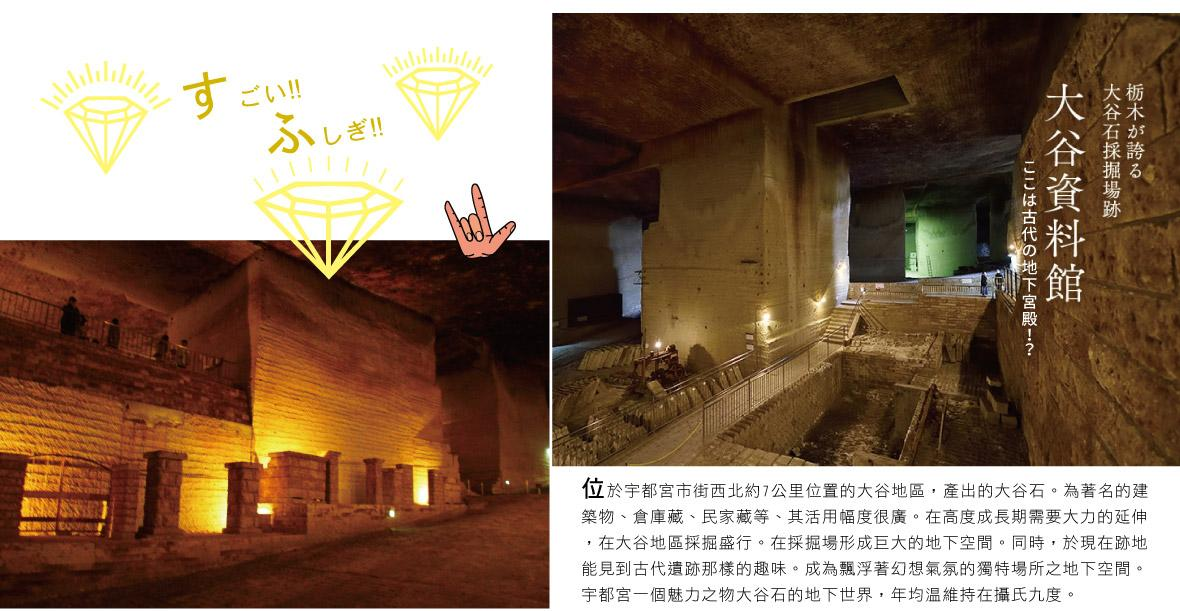 すごい!!
ふしぎ!!
栃木が誇る
大谷石採掘場跡
大谷資料館
ここは古代の地下宮殿！？
位於宇都宮市街西北約7公里位置的大谷地區，產出的大谷石。為著名的建
築物、倉庫藏、民家藏等、其活用幅度很廣。在高度成長期需要大力的延伸
，在大谷地區採掘盛行。在採掘場形成巨大的地下空間。同時，於現在跡地
能見到古代遺跡那樣的趣味。成為飄浮著幻想氣氛的獨特場所之地下空間。
宇都宮一個魅力之物大谷石的地下世界，年均温維持在攝氏九度。